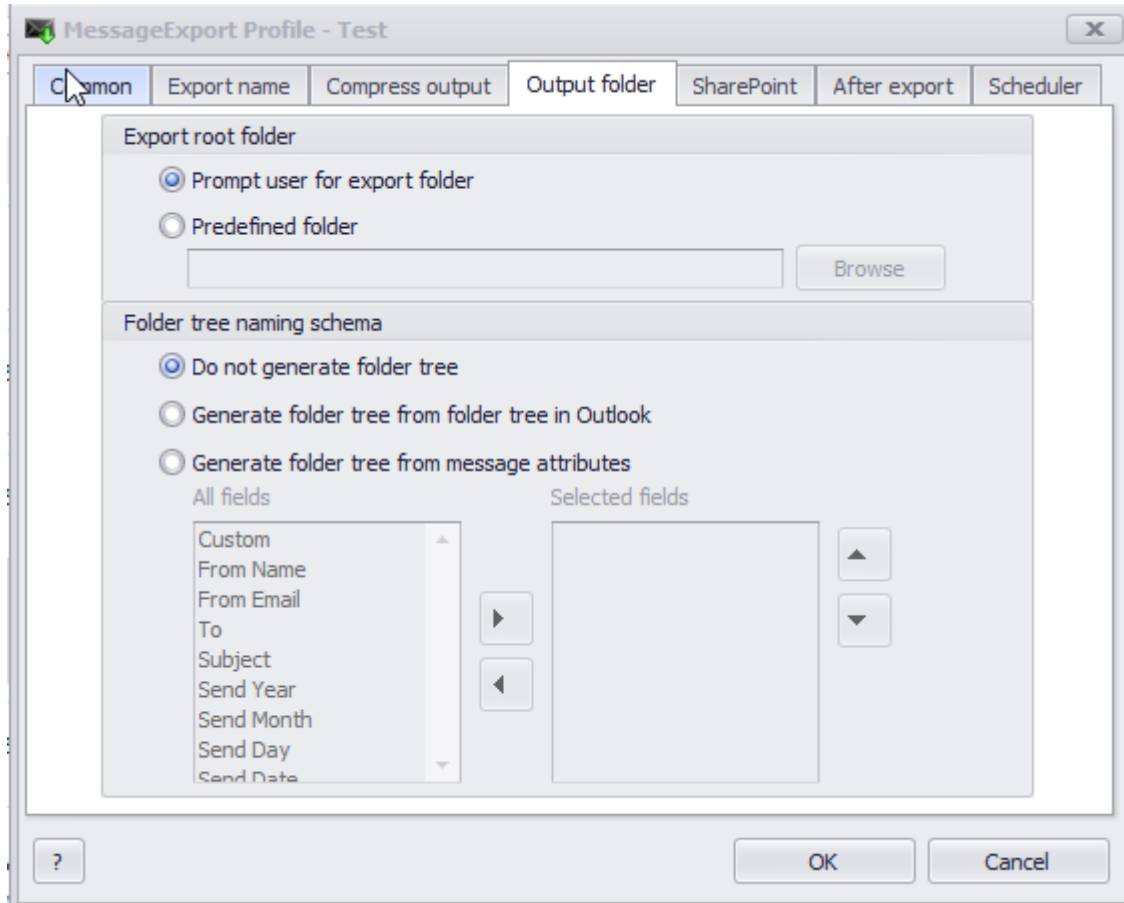 MessageExport Profile - Test
Common Export name Compress output Output folder SharePoint After export Scheduler
Export root folder
Prompt user for export folder
Predefined folder
Browse
Folder tree naming schema
Do not generate folder tree
Generate folder tree from folder tree in Outlook
Generate folder tree from message attributes
All fields Selected fields
Custom
From Name
From Email
To
Subject
Send Year
Send Month
Send Day
Send Date
? OK Cancel